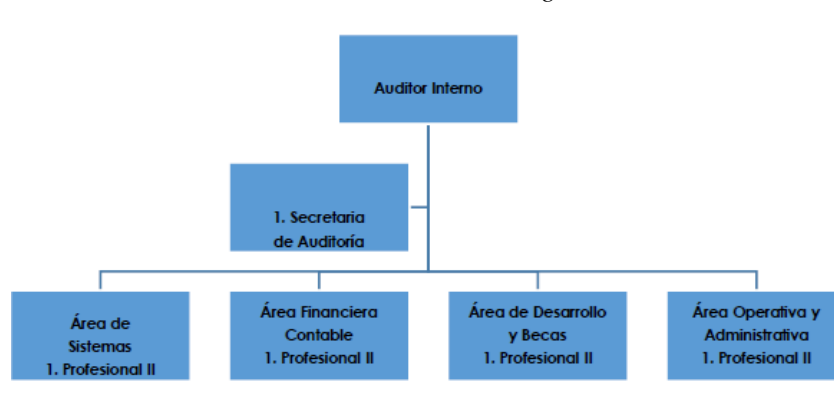 Auditor Interno
1. Secretaria
de Auditoría
Área de
Sistemas
1. Profesional II
Área Financiera
Contable
1. Profesional II
Área de Desarrollo
y Becas
1. Profesional II
Área Operativa y
Administrativa
1. Profesional II